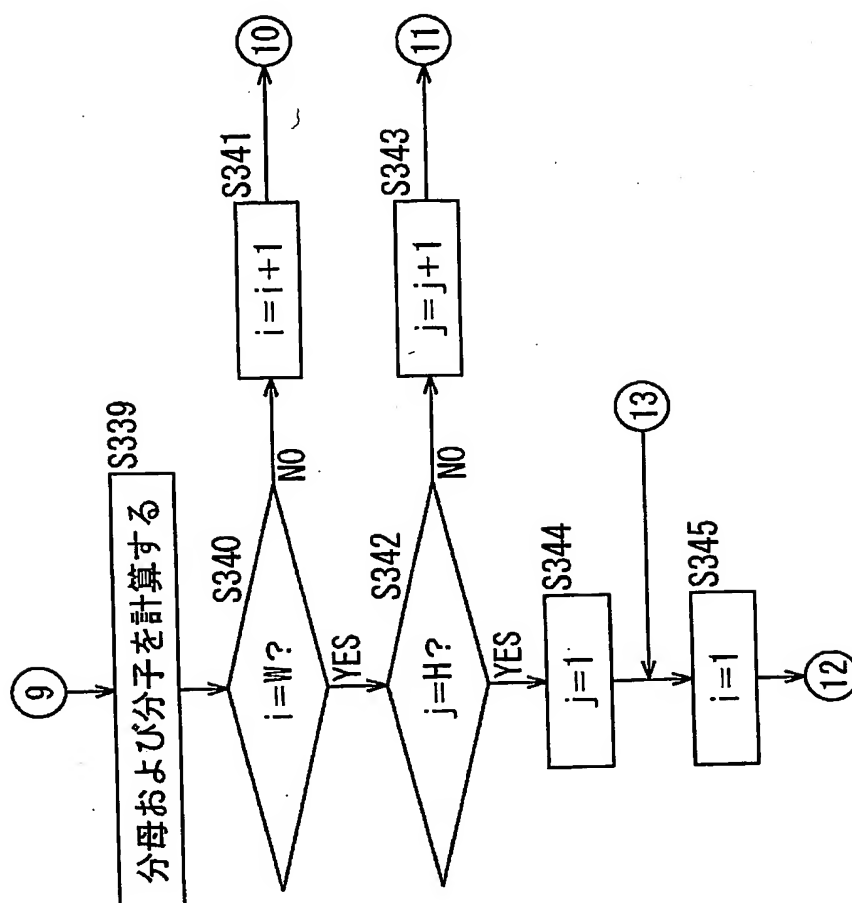 9
S339
分母および分子を計算する
S340
i=W?
NO
S341
i=i+1
10
YES
S342
j=H?
NO
S343
j=j+1
11
YES
S344
j=1
13
S345
i=1
12